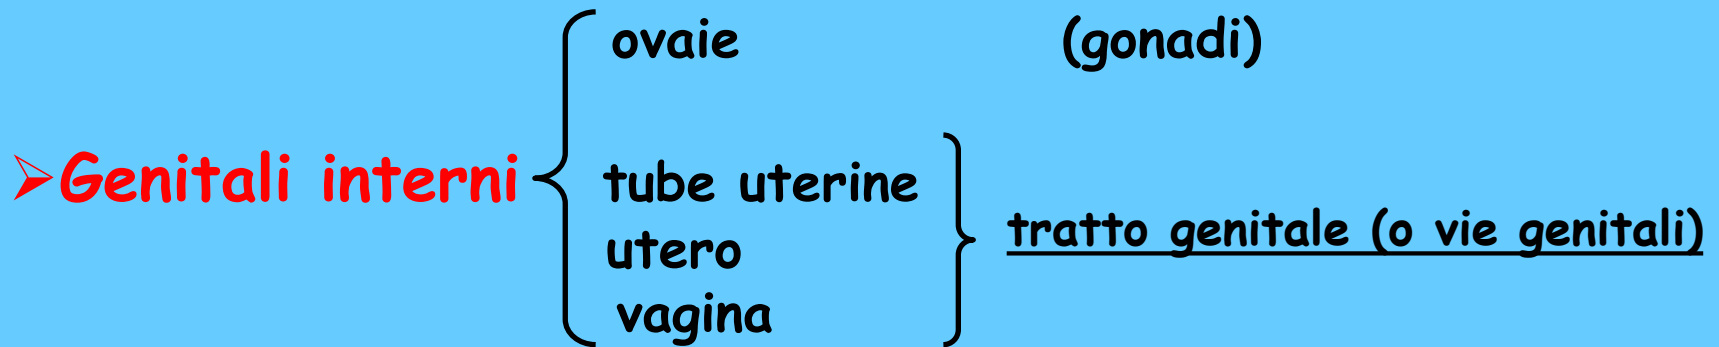 ovaie (gonadi)
➢Genitali interni
tube uterine
utero
vagina
tratto genitale (o vie genitali)